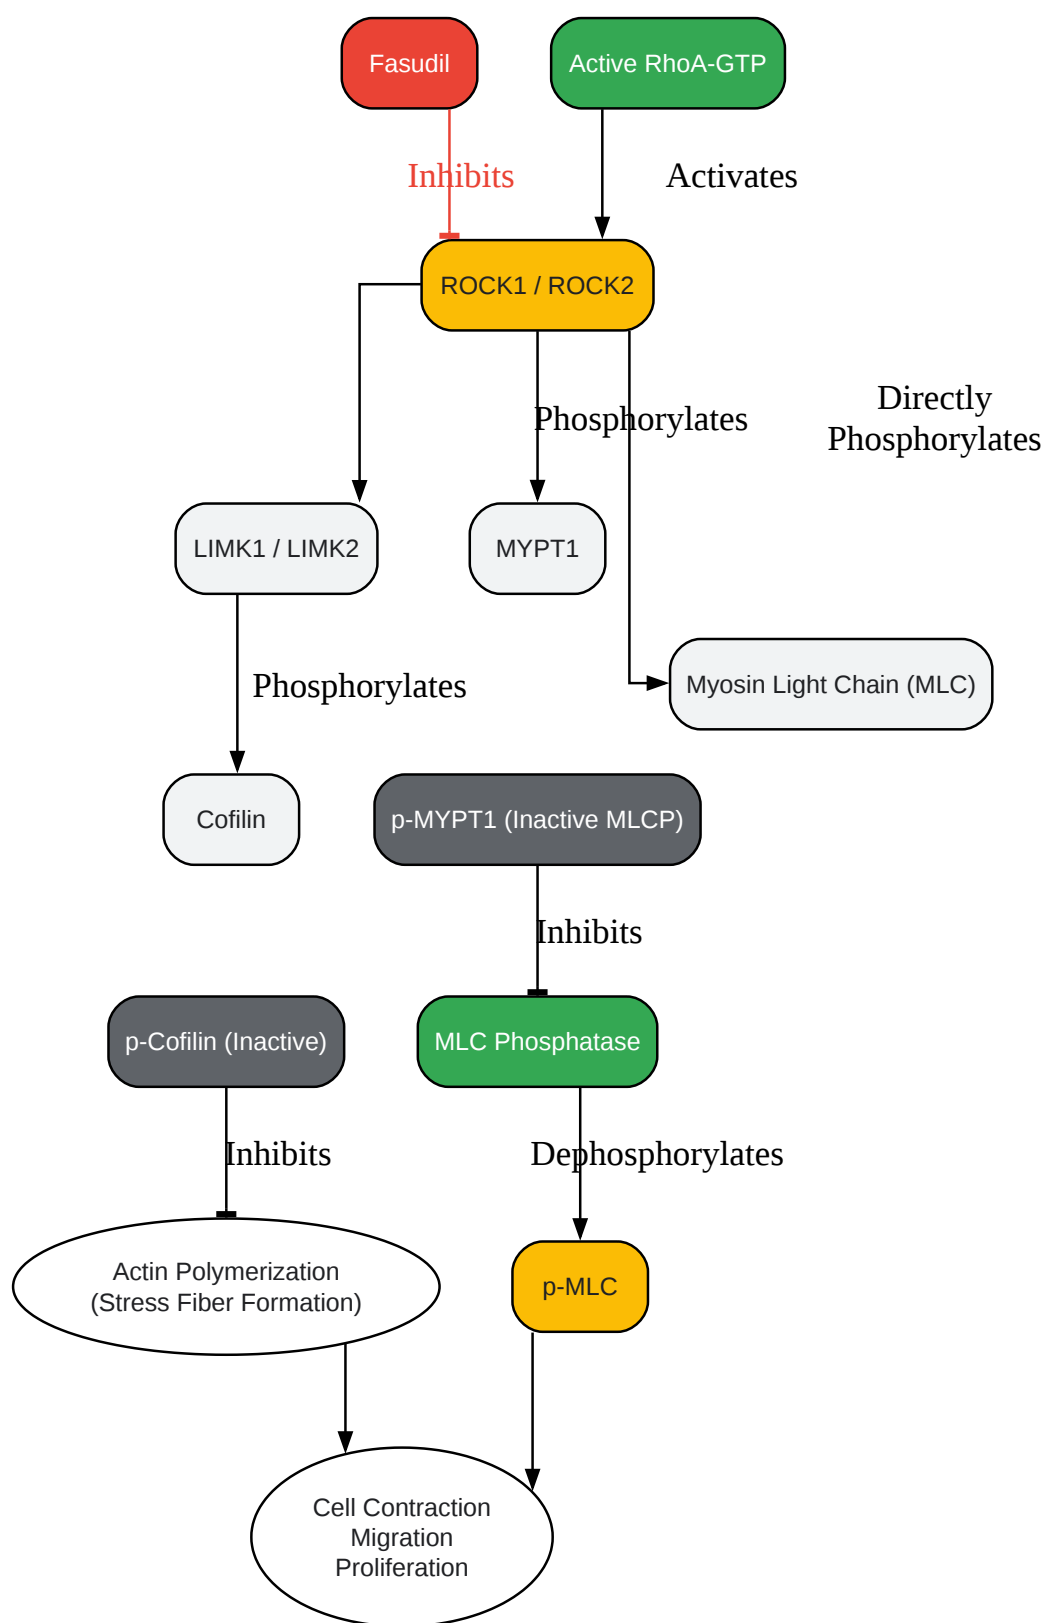 Fasudil
Active RhoA-GTP
Inhibits
Activates
ROCK1 / ROCK2
Phosphorylates
Directly
Phosphorylates
LIMK1 / LIMK2
MYPT1
Phosphorylates
Myosin Light Chain (MLC)
Cofilin
p-MYPT1 (Inactive MLCP)
Inhibits
p-Cofilin (Inactive)
MLC Phosphatase
Inhibits
Dephosphorylates
Actin Polymerization
(Stress Fiber Formation)
p-MLC
Cell Contraction
Migration
Proliferation